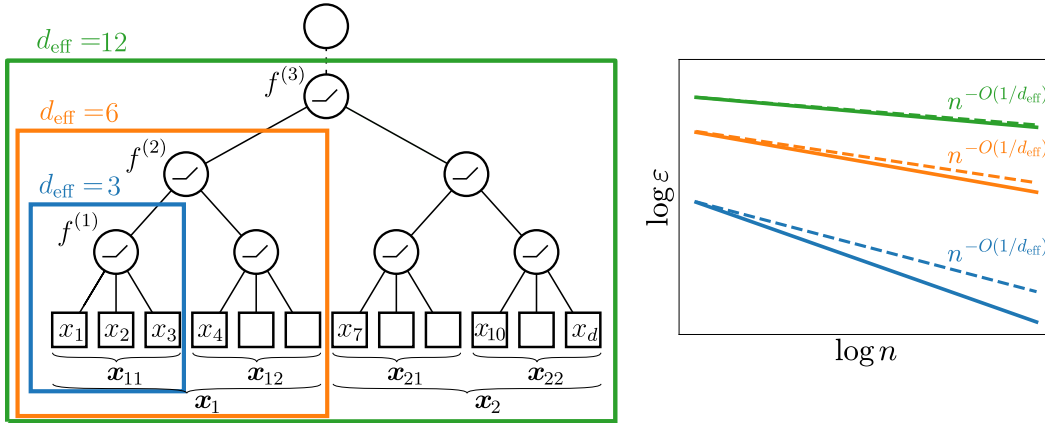 d_eff = 12
f^(3)
d_eff = 6
f^(2)
d_eff = 3
f^(1)
x_1 x_2 x_3 x_4 x_7 x_10 x_d
x_11 x_12 x_21 x_22
x_1 x_2
log ε
n^{-O(1/d_eff)}
n^{-O(1/d_eff)}
n^{-O(1/d_eff)}
log n